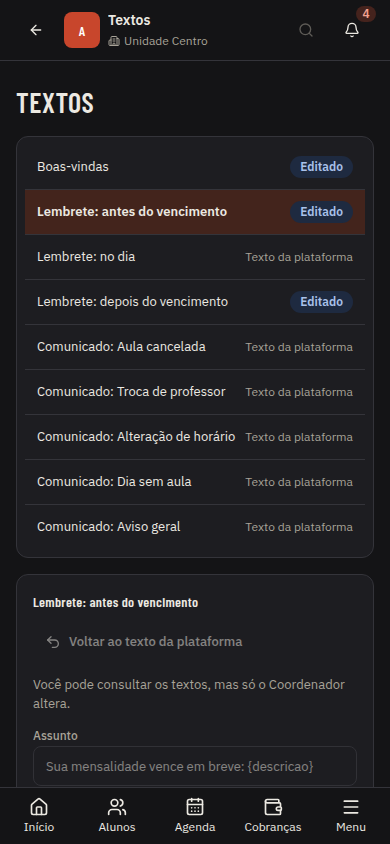 A
Textos
Unidade Centro
4
TEXTOS
Boas-vindas Editado
Lembrete: antes do vencimento Editado
Lembrete: no dia Texto da plataforma
Lembrete: depois do vencimento Editado
Comunicado: Aula cancelada Texto da plataforma
Comunicado: Troca de professor Texto da plataforma
Comunicado: Alteração de horário Texto da plataforma
Comunicado: Dia sem aula Texto da plataforma
Comunicado: Aviso geral Texto da plataforma
Lembrete: antes do vencimento
Voltar ao texto da plataforma
Você pode consultar os textos, mas só o Coordenador
altera.
Assunto
Sua mensalidade vence em breve: {descricao}
Início Alunos Agenda Cobranças Menu